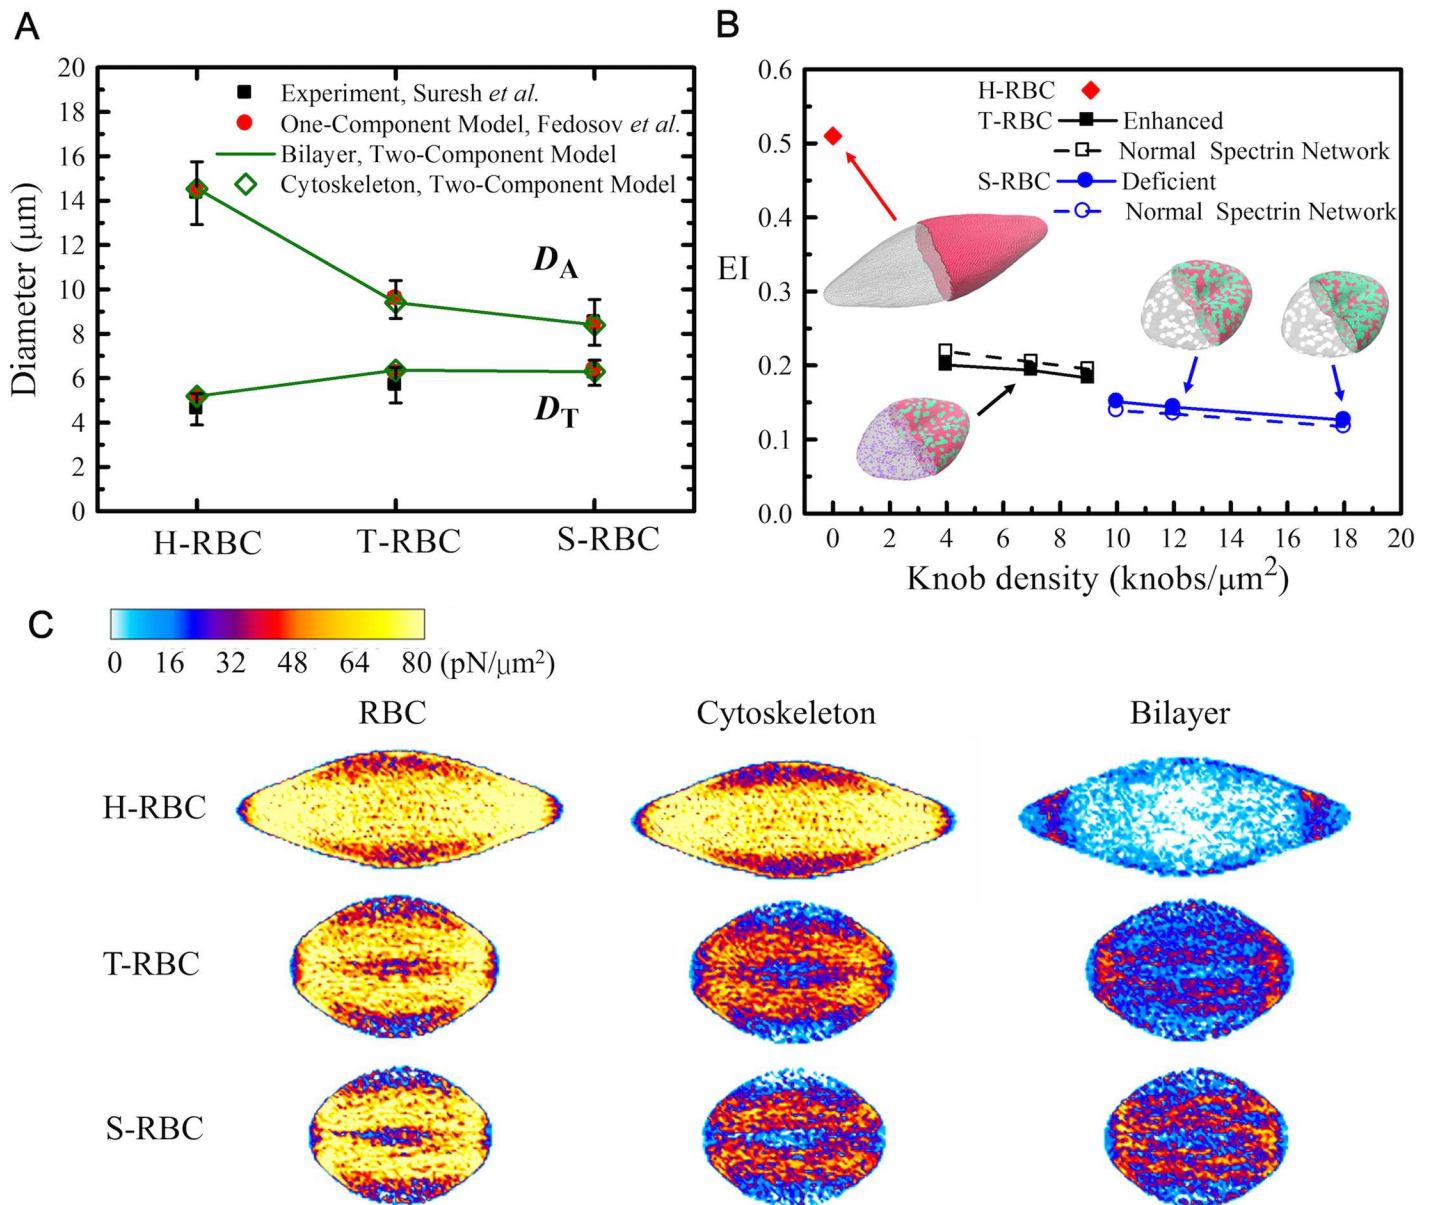 A
B
20
18
16
14
12
10
8
6
4
2
0
Diameter (μm)
Experiment, Suresh et al.
One-Component Model, Fedosov et al.
Bilayer, Two-Component Model
Cytoskeleton, Two-Component Model
D_A
D_T
H-RBC
T-RBC
S-RBC
0.6
0.5
0.4
0.3
0.2
0.1
0.0
EI
H-RBC
T-RBC Enhanced
Normal Spectrin Network
S-RBC Deficient
Normal Spectrin Network
0 2 4 6 8 10 12 14 16 18 20
Knob density (knobs/μm²)
C
0 16 32 48 64 80 (pN/μm²)
RBC Cytoskeleton Bilayer
H-RBC
T-RBC
S-RBC